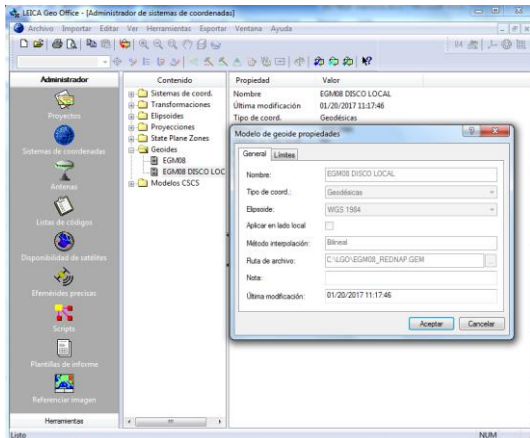 LEICA Geo Office - [Administrador de sistemas de coordenadas]
Archivo Importar Editar Ver Herramientas Exportar Ventana Ayuda
Administrador
Proyectos
Sistemas de coordenadas
Antenas
Listas de códigos
Disponibilidad de satélites
Efemérides precisas
Scripts
Plantillas de informe
Referenciar imagen
Herramientas
Contenido
Sistemas de coord.
Transformaciones
Elipsoides
Proyecciones
State Plane Zones
Geoides
EGM08
EGM08 DISCO LOC
Modelos CSCS
Propiedad Valor
Nombre EGM08 DISCO LOCAL
Última modificación 01/20/2017 11:17:46
Tipo de coord. Geodésicas
Modelo de geoide propiedades
General Límites
Nombre: EGM08 DISCO LOCAL
Tipo de coord.: Geodésicas
Elipsoide: WGS 1984
Aplicar en lado local
Método interpolación: Bilineal
Ruta de archivo: C:\LGO\EGM08_REDNAP.GEM ...
Nota:
Última modificación: 01/20/2017 11:17:46
Aceptar Cancelar
Listo NUM